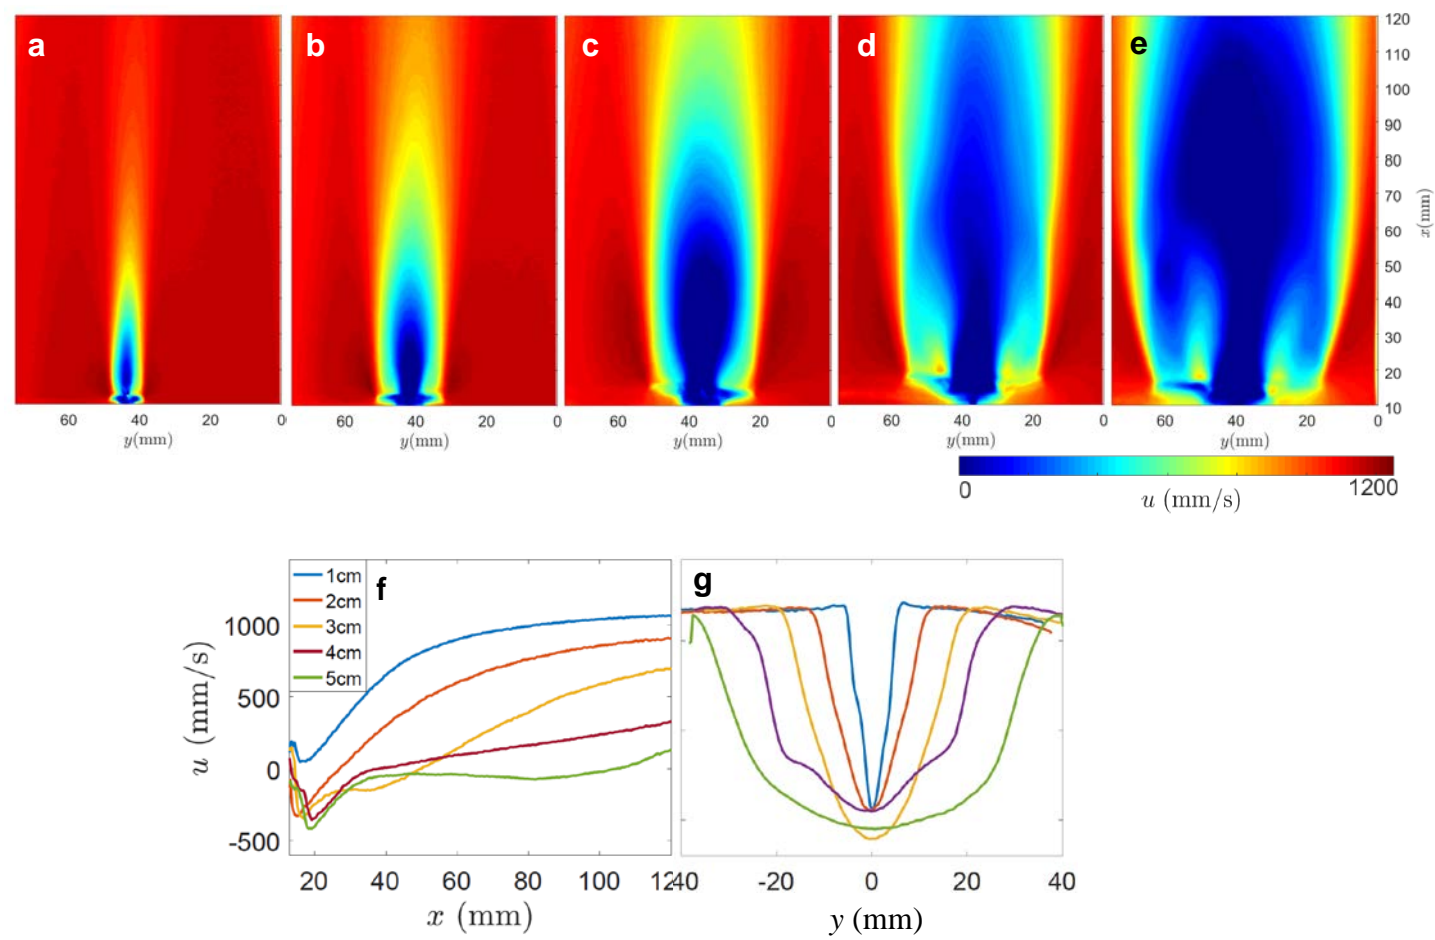 a b c d e
120
110
100
90
80
70
60
50
40
30
20
10
x(mm)
60 40 20 0 60 40 20 0 60 40 20 0 60 40 20 0 60 40 20 0
y(mm) y(mm) y(mm) y(mm) y(mm)
0 1200
u (mm/s)
f g
1cm
2cm
3cm
4cm
5cm
1000
500
0
-500
u (mm/s)
20 40 60 80 100 12
x (mm)
40 -20 0 20 40
y (mm)